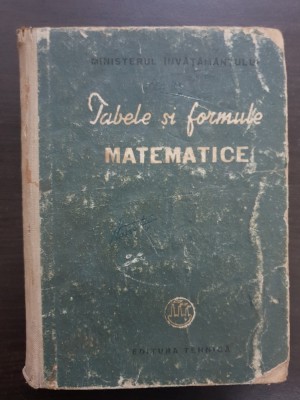 MINISTERUL ÎNVĂȚĂMÂNTULUI
Tabele și formule
MATEMATICE
EDITURA TEHNICĂ